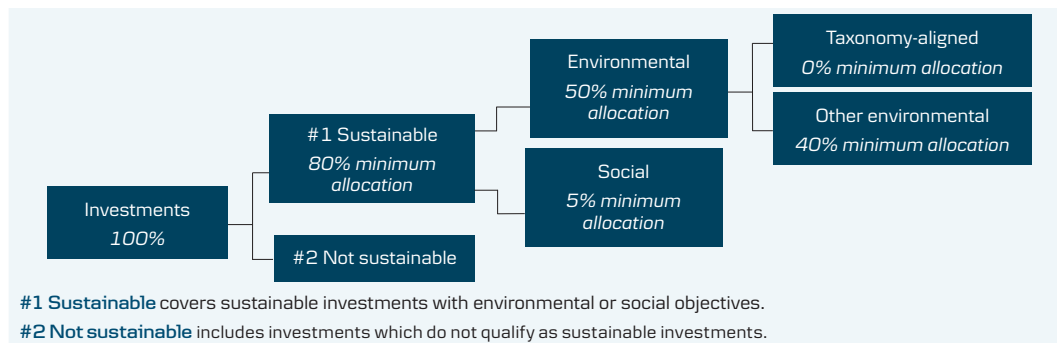 Investments
100%
#1 Sustainable
80% minimum
allocation
#2 Not sustainable
Environmental
50% minimum
allocation
Social
5% minimum
allocation
Taxonomy-aligned
0% minimum allocation
Other environmental
40% minimum allocation
#1 Sustainable covers sustainable investments with environmental or social objectives.
#2 Not sustainable includes investments which do not qualify as sustainable investments.